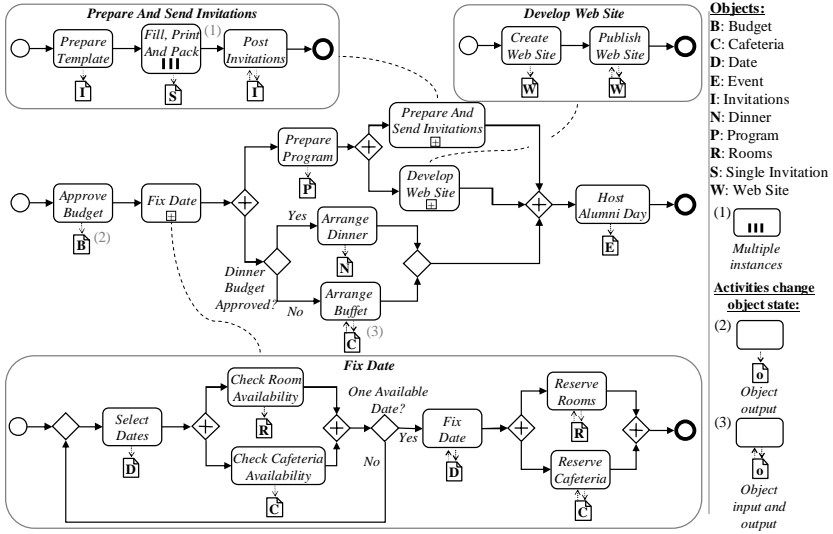 Prepare And Send Invitations
Prepare
Template
I
Fill, Print
And Pack
(1)
S
Post
Invitations
I
Develop Web Site
Create
Web Site
W
Publish
Web Site
W
Prepare
Program
P
Prepare And
Send Invitations
Develop
Web Site
Approve
Budget
B
(2)
Fix Date
Yes
Arrange
Dinner
N
Dinner
Budget
Approved?
No
Arrange
Buffet
(3)
C
Host
Alumni Day
E
Fix Date
Select
Dates
D
Check Room
Availability
R
Check Cafeteria
Availability
C
One Available
Date?
Yes
No
Fix
Date
D
Reserve
Rooms
R
Reserve
Cafeteria
C
Objects:
B: Budget
C: Cafeteria
D: Date
E: Event
I: Invitations
N: Dinner
P: Program
R: Rooms
S: Single Invitation
W: Web Site
(1)
Multiple
instances
Activities change
object state:
(2)
o
Object
output
(3)
o
Object
input and
output